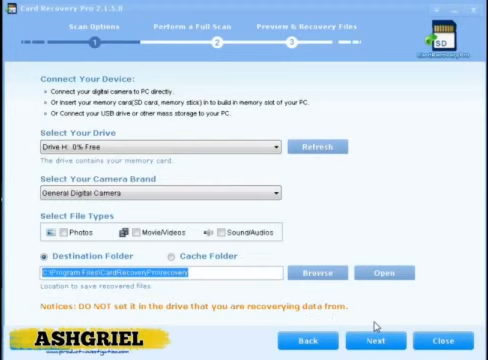 Card Recovery Pro 2.1.5.8
Scan Options
Perform a Full Scan
Preview & Recovery Files
1
2
3
SD
Connect Your Device:
Connect your digital camera to PC directly.
Or Insert your memory card(SD card, memory stick) in to build in memory slot of your PC.
Or Connect your USB drive or other mass storage to your PC.
Select Your Drive
Drive H: 0% Free
Refresh
The drive contains your memory card.
Select Your Camera Brand
General Digital Camera
Select File Types
Photos
Movie/Videos
Sound/Audios
Destination Folder
Cache Folder
C:\Program Files\CardRecoveryPro\recovery
Browse
Open
Location to save recovered files.
Notices: DO NOT set it in the drive that you are recoverying data from.
ASHGRIEL
Back
Next
Close